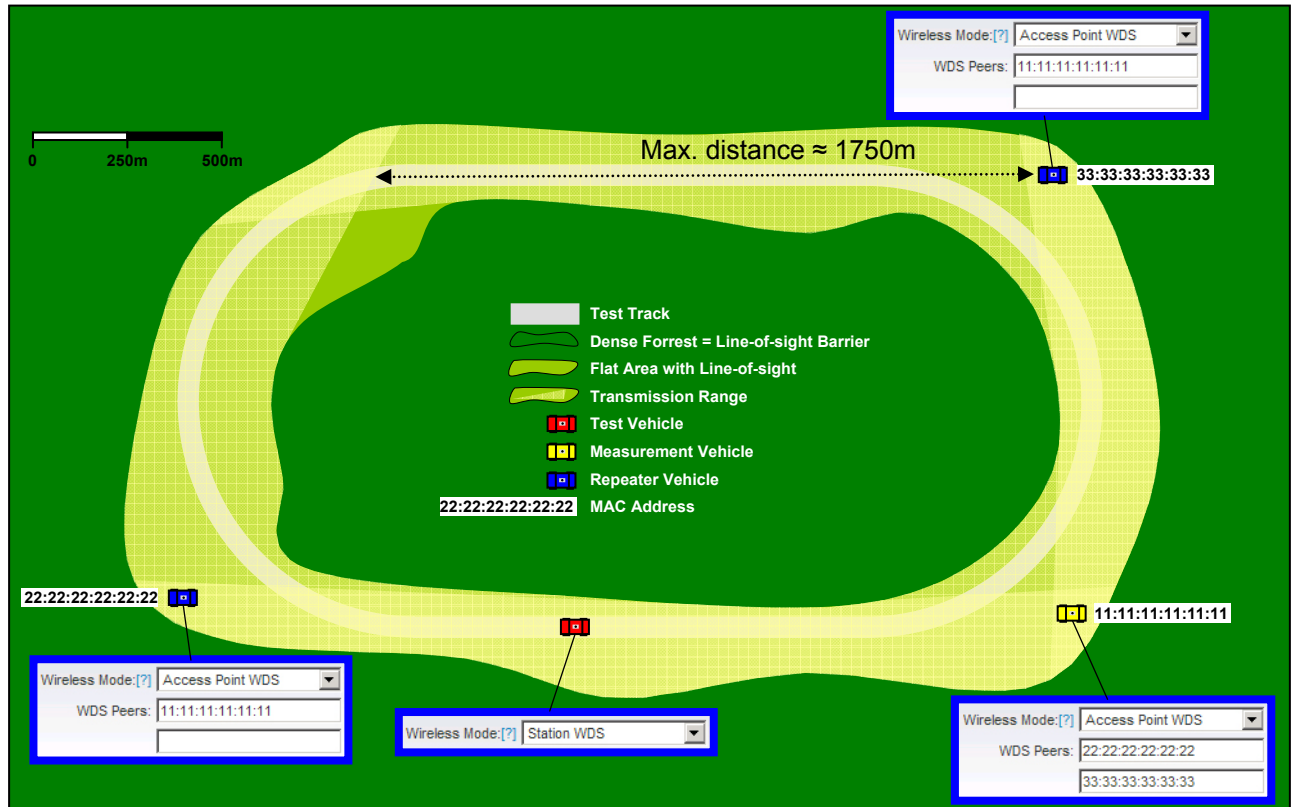 Wireless Mode:[?] Access Point WDS
WDS Peers: 11:11:11:11:11:11
Max. distance ≈ 1750m
0 250m 500m
33:33:33:33:33:33
Test Track
Dense Forrest = Line-of-sight Barrier
Flat Area with Line-of-sight
Transmission Range
Test Vehicle
Measurement Vehicle
Repeater Vehicle
22:22:22:22:22:22 MAC Address
22:22:22:22:22:22
11:11:11:11:11:11
Wireless Mode:[?] Access Point WDS
WDS Peers: 11:11:11:11:11:11
Wireless Mode:[?] Station WDS
Wireless Mode:[?] Access Point WDS
WDS Peers: 22:22:22:22:22:22
33:33:33:33:33:33